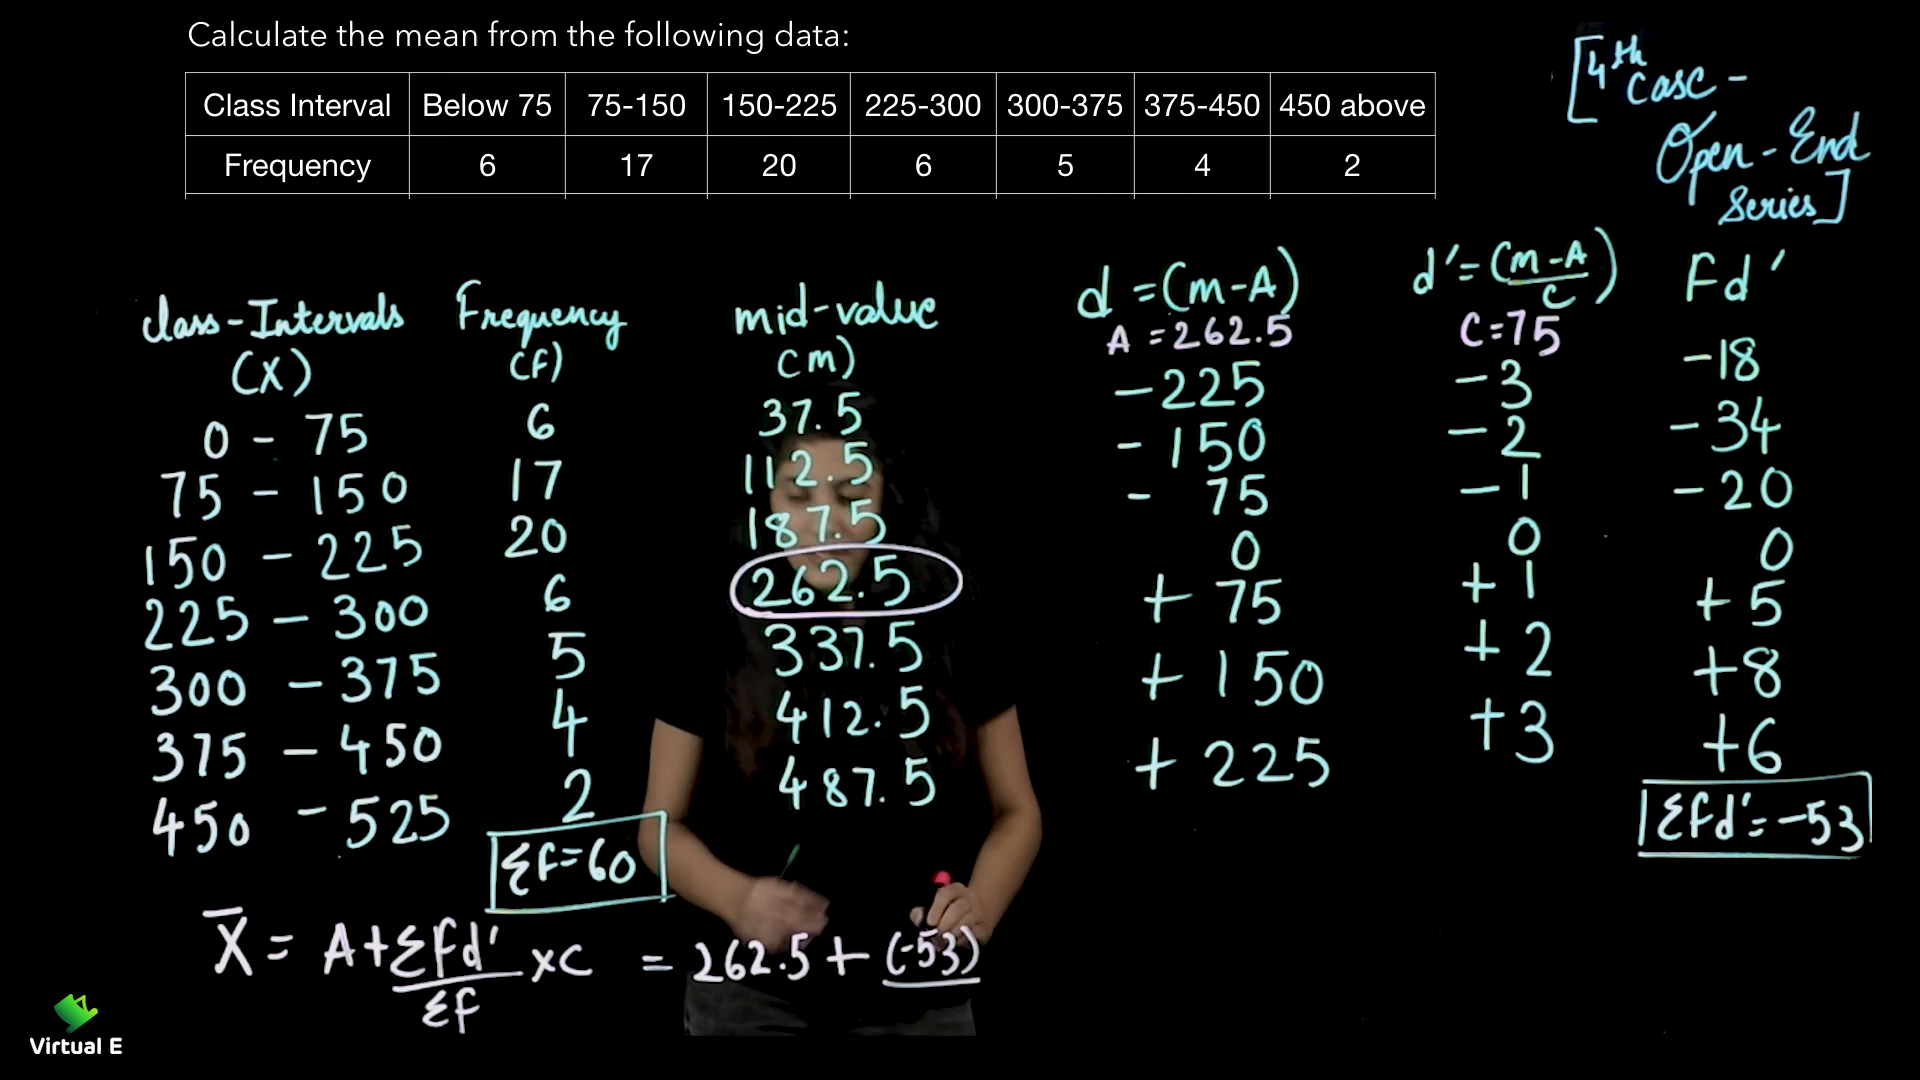 Calculate the mean from the following data:
Class Interval Below 75 75-150 150-225 225-300 300-375 375-450 450 above
Frequency 6 17 20 6 5 4 2
[4th Case -
Open - End
Series]
Class-Intervals (X)
0 - 75
75 - 150
150 - 225
225 - 300
300 - 375
375 - 450
450 - 525
Frequency (F)
6
17
20
6
5
4
2
Σf=60
mid-value (m)
37.5
112.5
187.5
262.5
337.5
412.5
487.5
d =(m-A)
A =262.5
-225
- 150
- 75
0
+ 75
+ 150
+ 225
d'=(m-A/C)
C=75
-3
-2
-1
0
+1
+2
+3
Fd'
-18
-34
-20
0
+5
+8
+6
ΣFd'=-53
X̄ = A+ΣFd'/Σf xC = 262.5+(-53)
Virtual E